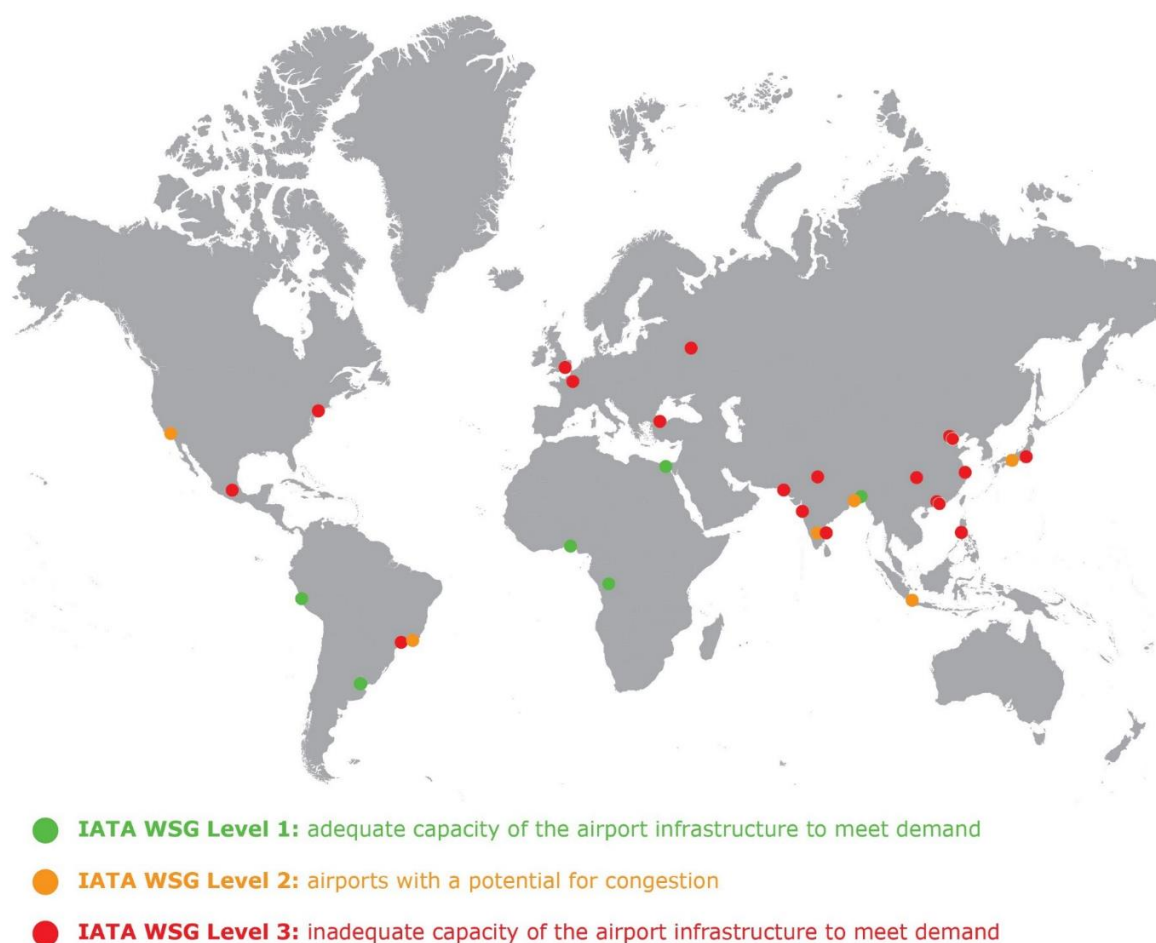 IATA WSG Level 1: adequate capacity of the airport infrastructure to meet demand
IATA WSG Level 2: airports with a potential for congestion
IATA WSG Level 3: inadequate capacity of the airport infrastructure to meet demand